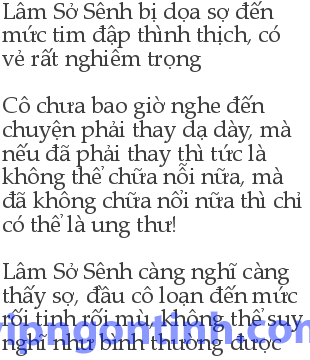 Lâm Sở Sênh bị dọa sợ đến
mức tim đập thình thịch, có
vẻ rất nghiêm trọng
Cô chưa bao giờ nghe đến
chuyện phải thay dạ dày, mà
nếu đã phải thay thì tức là
không thể chữa nỗi nữa, mà
đã không chữa nổi nữa thì chỉ
có thể là ung thư!
Lâm Sở Sênh càng nghĩ càng
thấy sợ, đầu cô loạn đến mức
rối tinh rối mù, không thể suy
nghĩ như bình thường được
vipngontinh.com